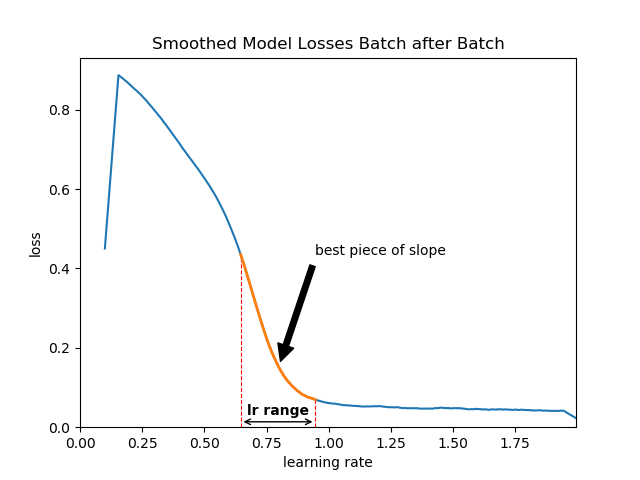 Smoothed Model Losses Batch after Batch
0.8
0.6
0.4
0.2
0.0
loss
best piece of slope
lr range
0.00 0.25 0.50 0.75 1.00 1.25 1.50 1.75
learning rate